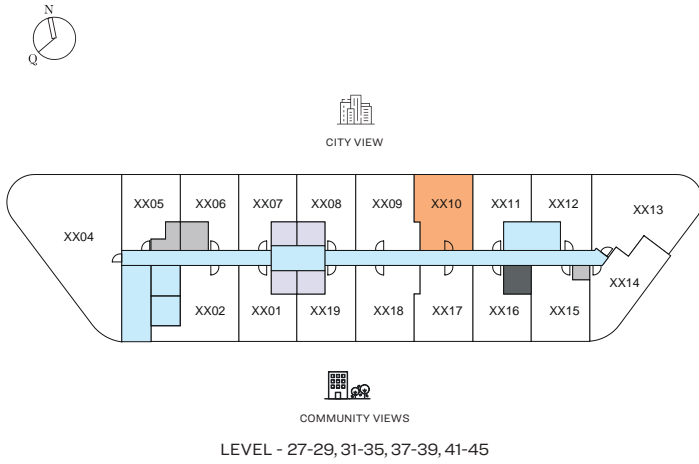 N
Q
CITY VIEW
XX05 XX06 XX07 XX08 XX09 XX10 XX11 XX12
XX04 XX13
XX14
XX02 XX01 XX19 XX18 XX17 XX16 XX15
COMMUNITY VIEWS
LEVEL - 27-29, 31-35, 37-39, 41-45